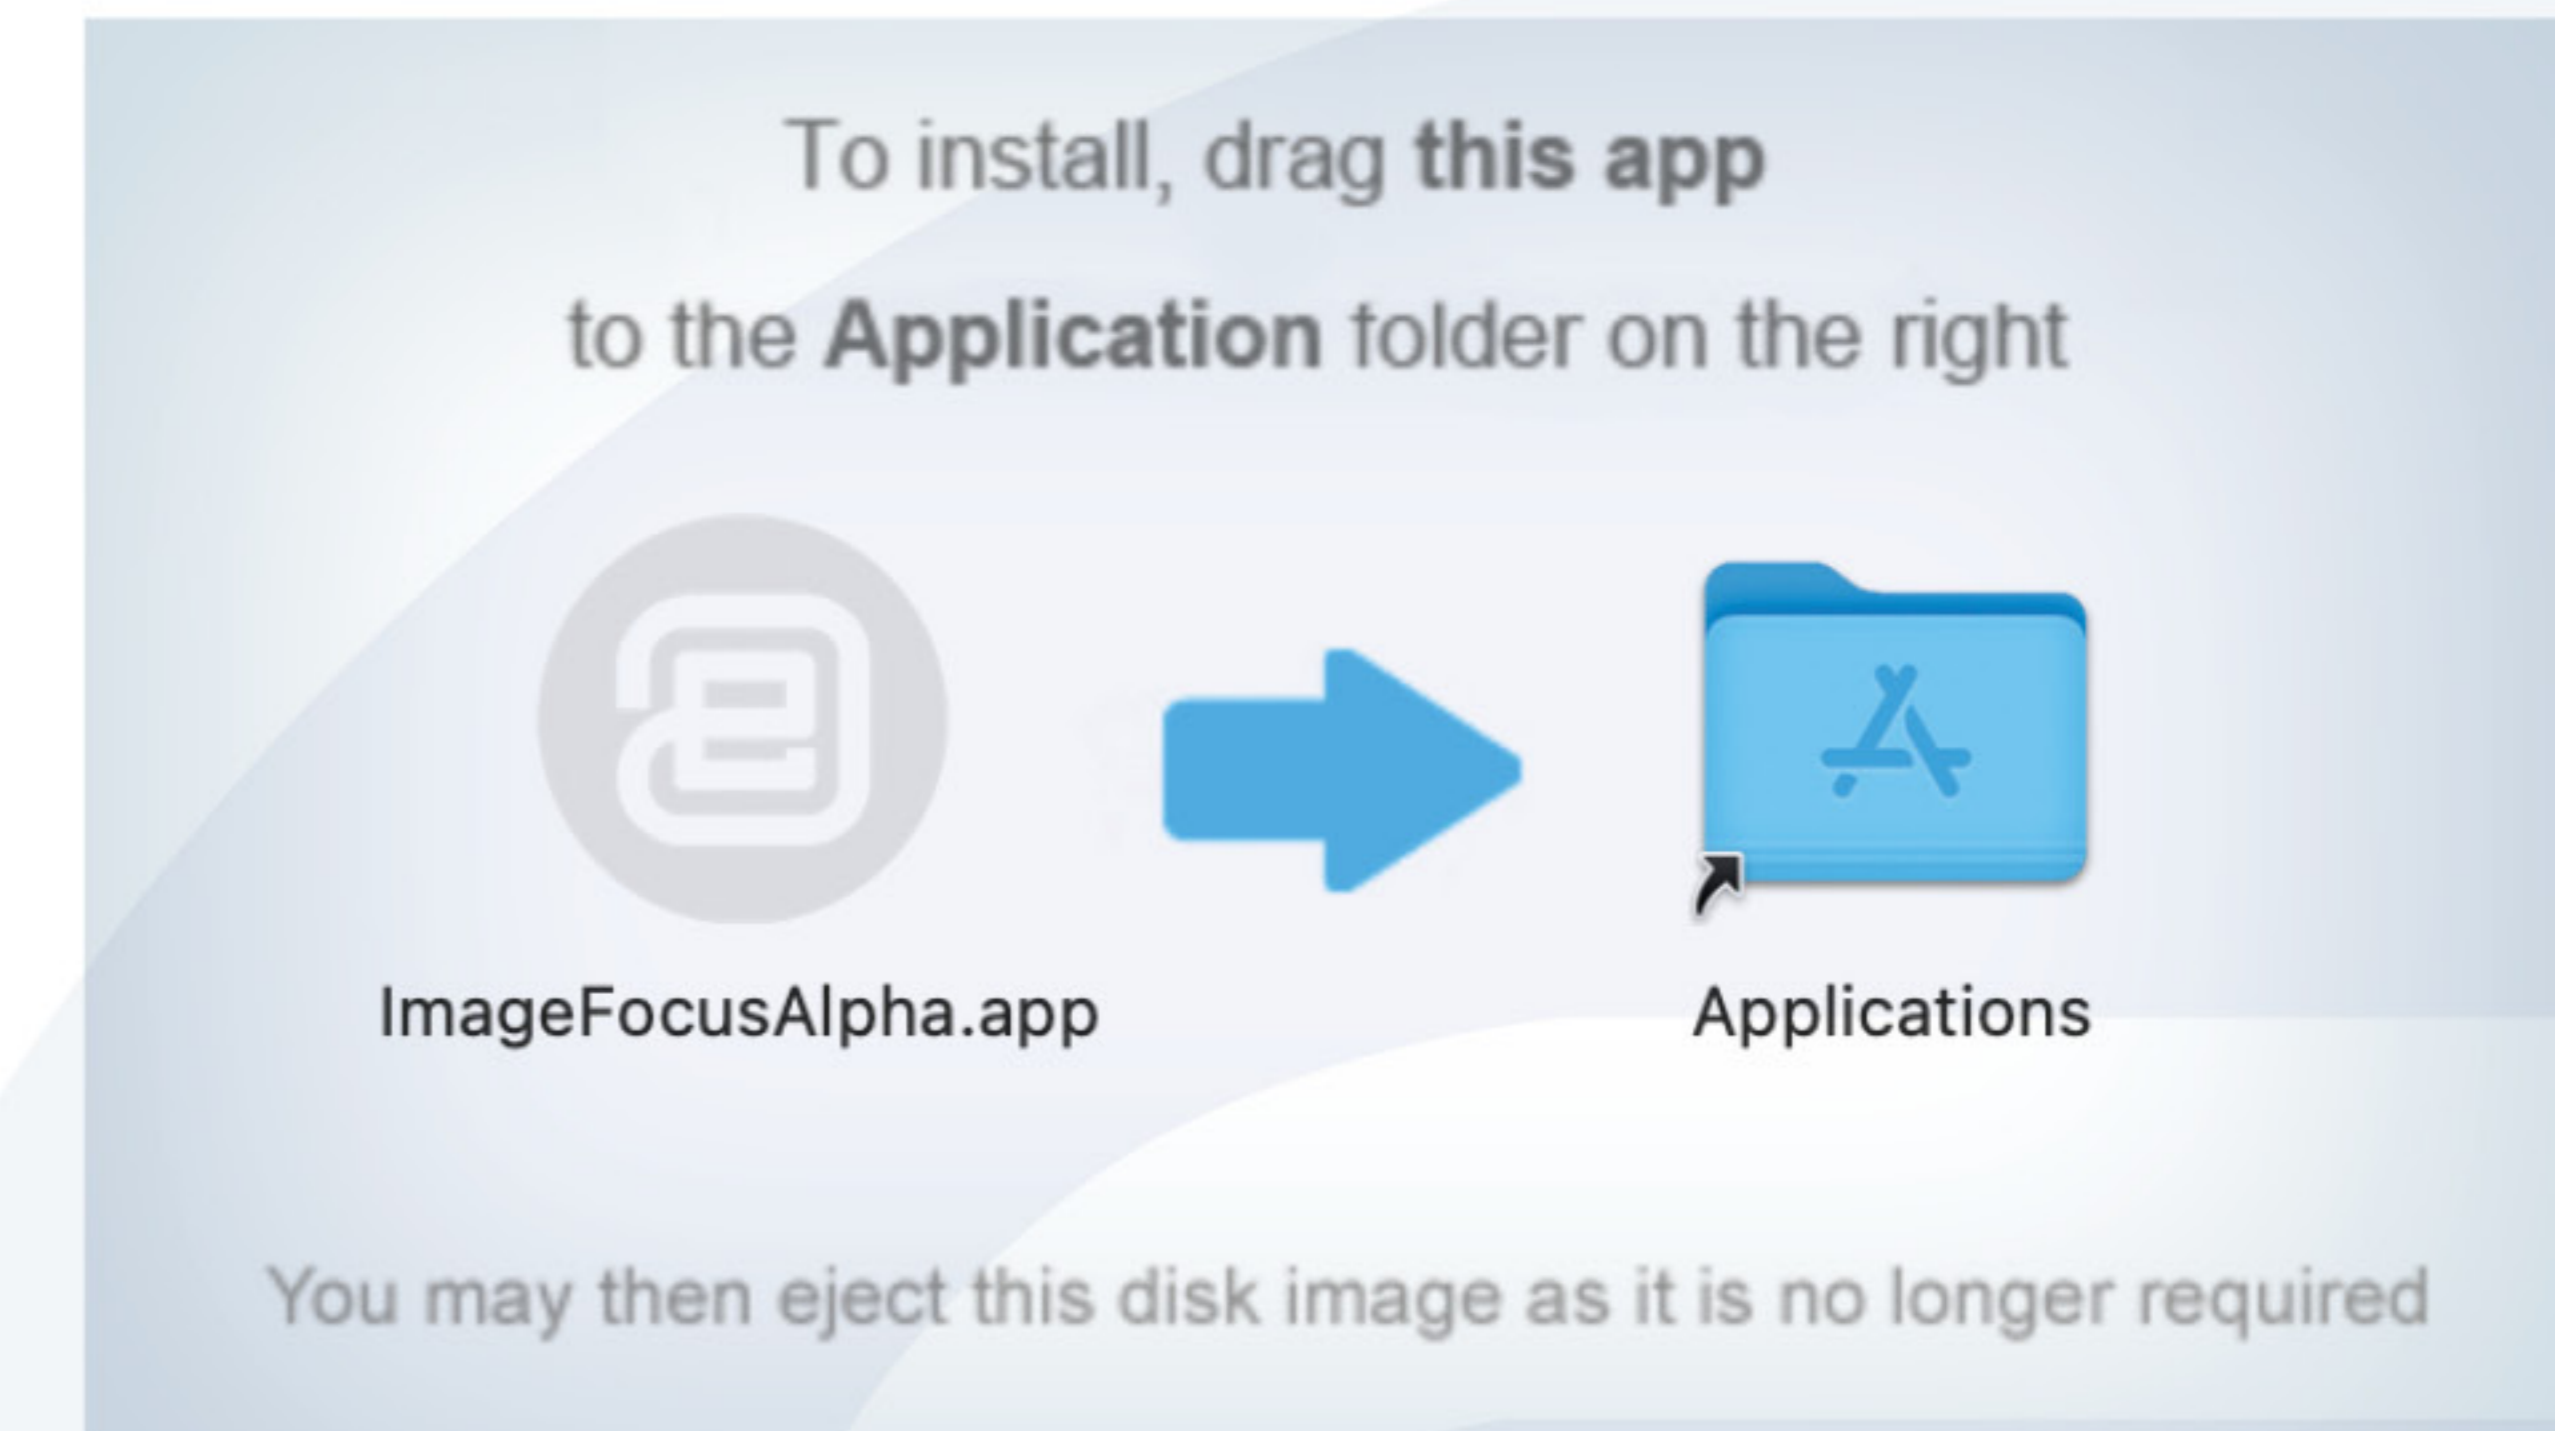 To install, drag this app
to the Application folder on the right
ImageFocusAlpha.app
Applications
You may then eject this disk image as it is no longer required